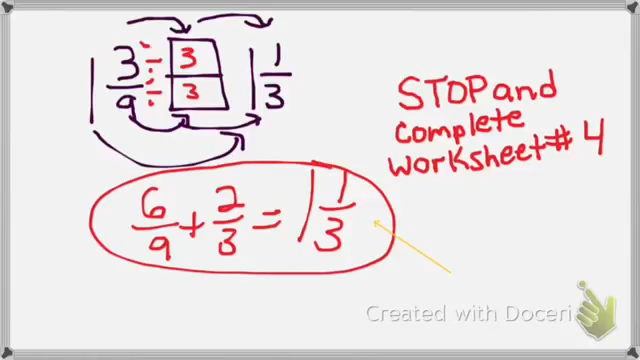 1 3/9 ÷ 3 ÷ 3 1 1/3
STOP and
complete
worksheet # 4
6/9 + 2/3 = 1 1/3
Created with Doceri